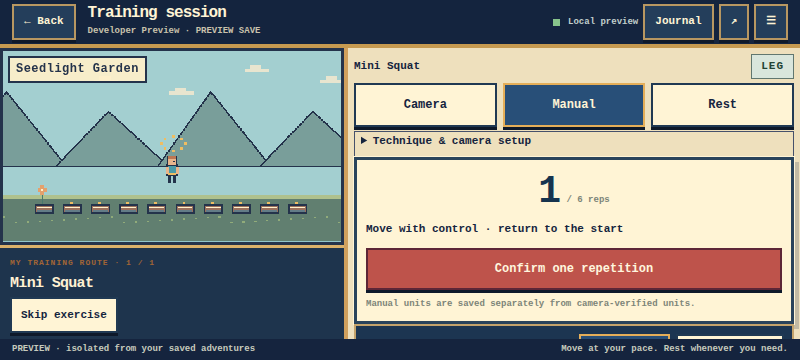 ← Back
Training session
Developer Preview · PREVIEW SAVE
Local preview
Journal
↗
☰
Seedlight Garden
MY TRAINING ROUTE · 1 / 1
Mini Squat
Skip exercise
Mini Squat
LEG
Camera
Manual
Rest
▶ Technique & camera setup
1 / 6 reps
Move with control · return to the start
Confirm one repetition
Manual units are saved separately from camera-verified units.
PREVIEW · isolated from your saved adventures
Move at your pace. Rest whenever you need.